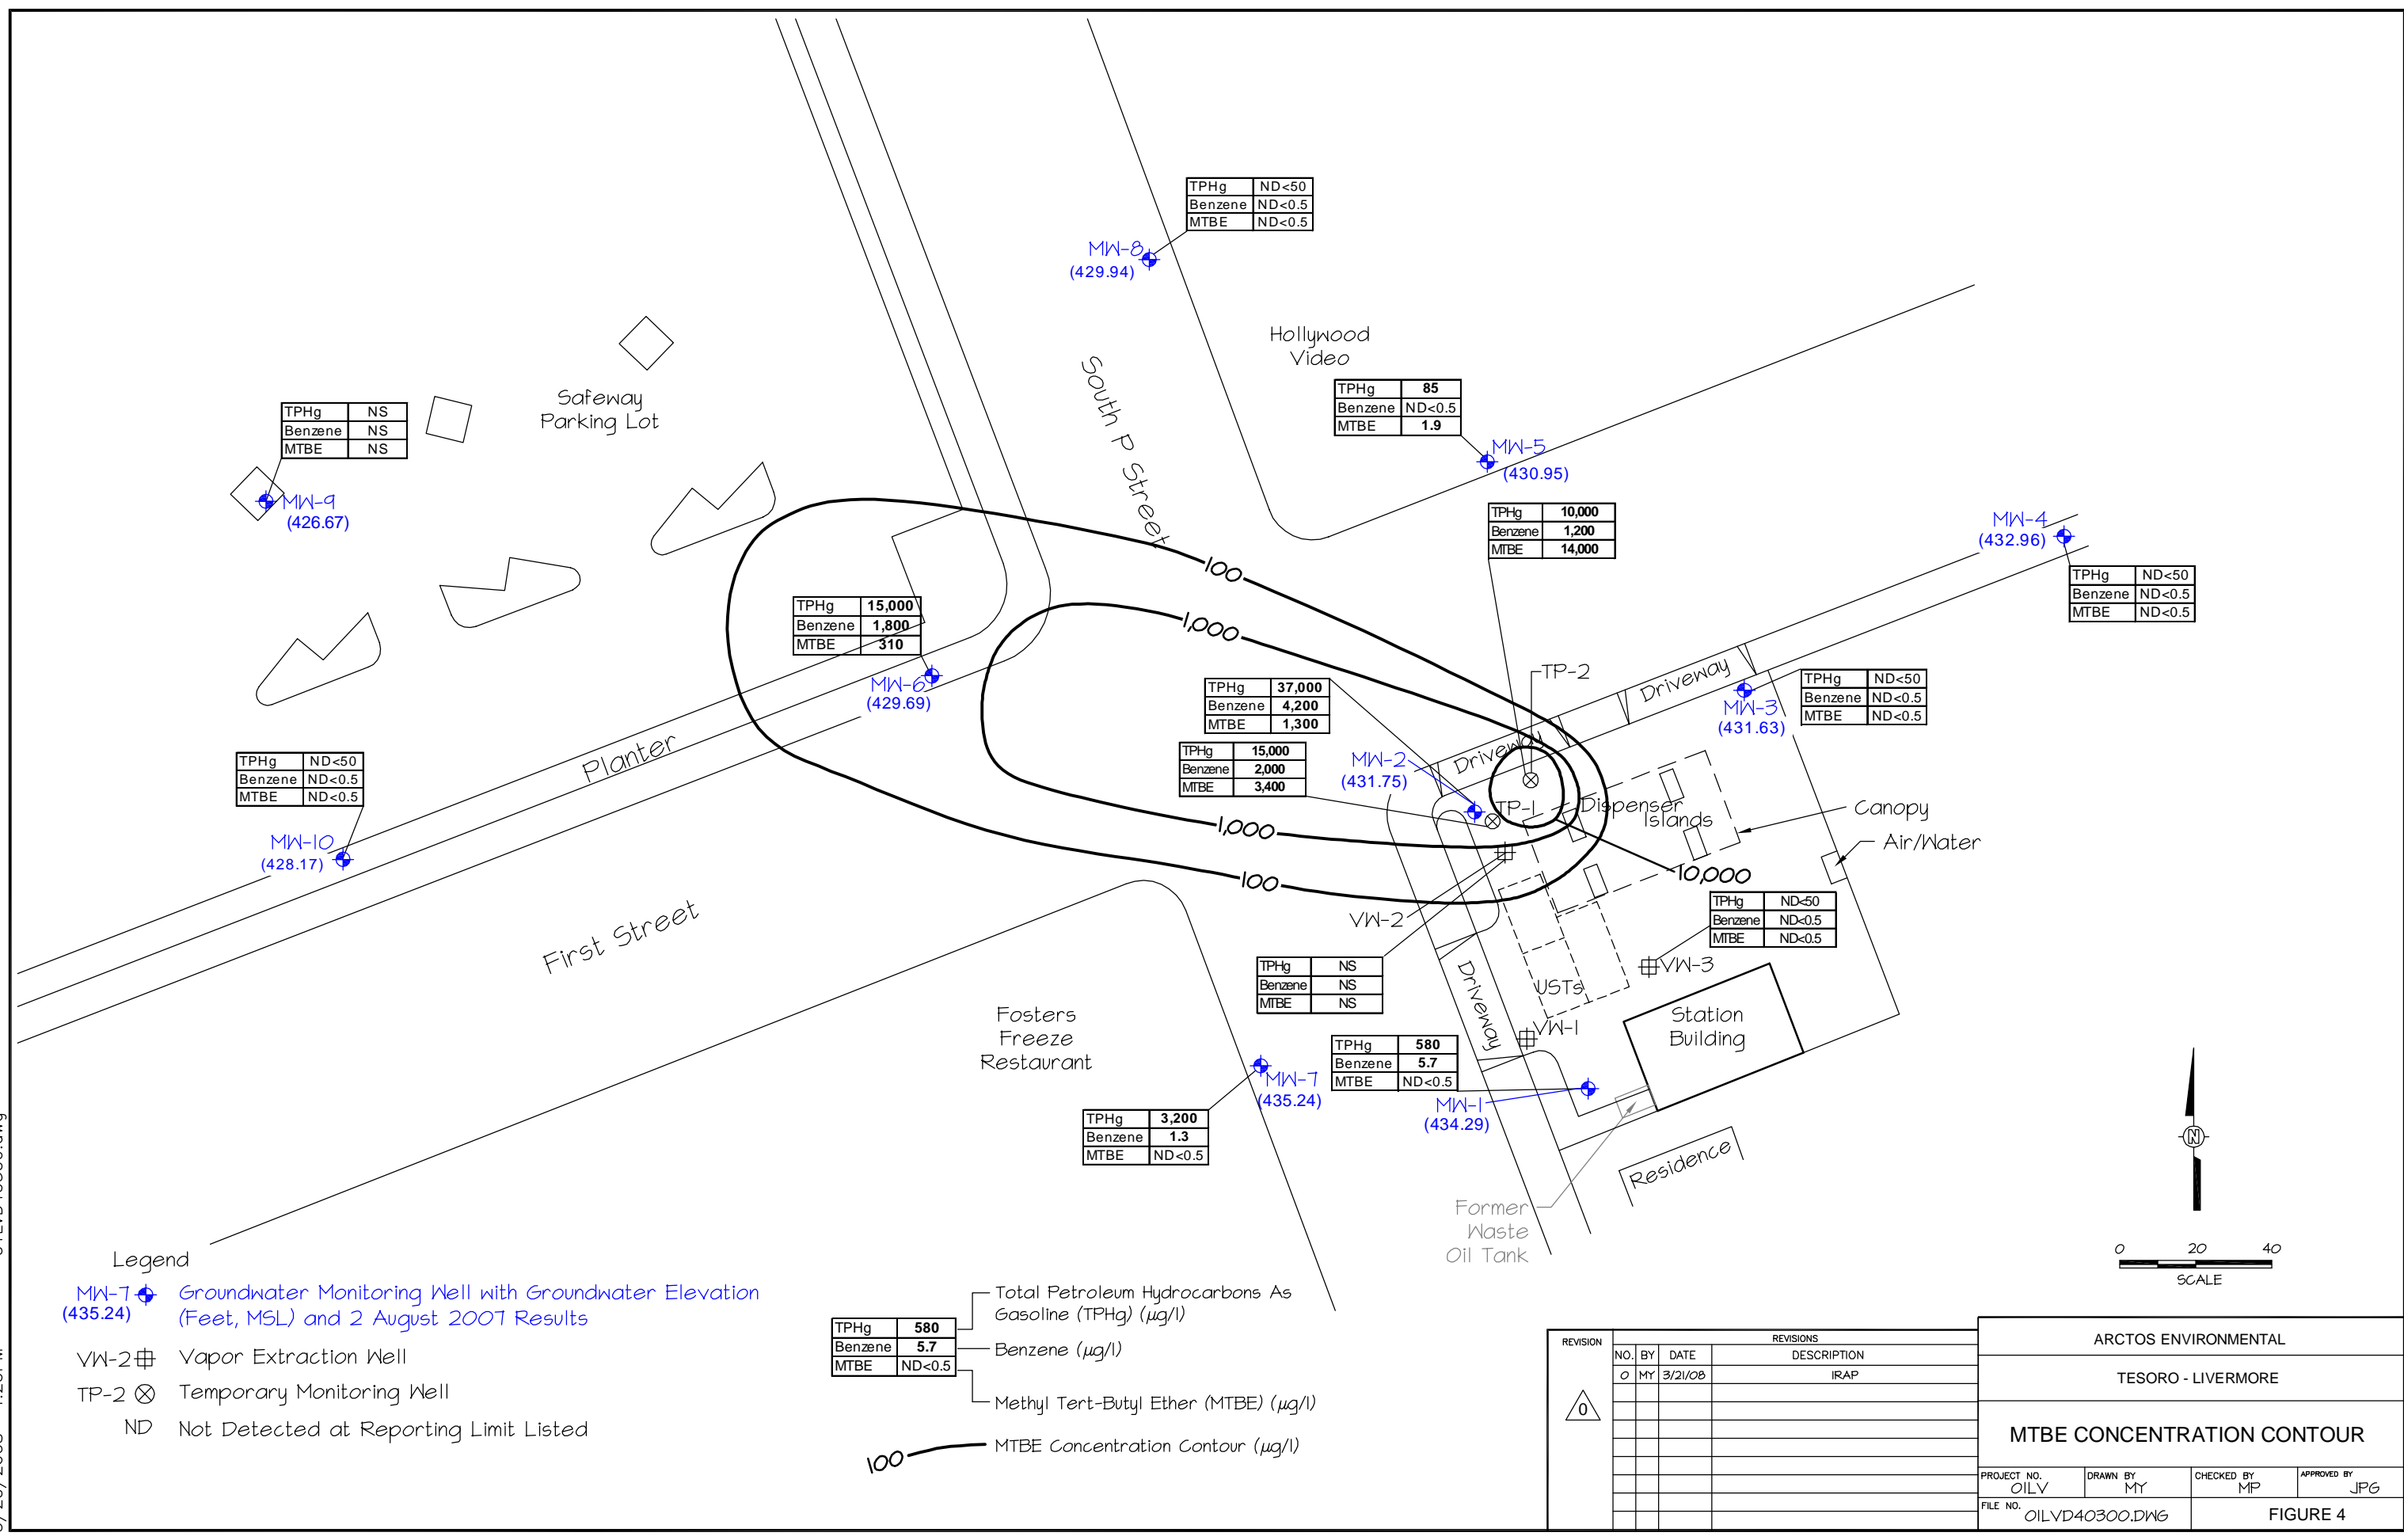 TPHg ND<50
Benzene ND<0.5
MTBE ND<0.5
MW-8
(429.94)
Hollywood
Video
South P Street
TPHg 85
Benzene ND<0.5
MTBE 1.9
MW-5
(430.95)
Safeway
Parking Lot
TPHg NS
Benzene NS
MTBE NS
MW-9
(426.67)
TPHg 10,000
Benzene 1,200
MTBE 14,000
MW-4
(432.96)
TPHg ND<50
Benzene ND<0.5
MTBE ND<0.5
100
1,000
TPHg 15,000
Benzene 1,800
MTBE 310
MW-6
(429.69)
TP-2
Driveway
TPHg ND<50
Benzene ND<0.5
MTBE ND<0.5
MW-3
(431.63)
TPHg 37,000
Benzene 4,200
MTBE 1,300
TPHg 15,000
Benzene 2,000
MTBE 3,400
MW-2
(431.75)
Driveway
TP-1
Dispenser
Islands
Canopy
Air/Water
Planter
TPHg ND<50
Benzene ND<0.5
MTBE ND<0.5
MW-10
(428.17)
1,000
100
10,000
First Street
VW-2
TPHg ND<50
Benzene ND<0.5
MTBE ND<0.5
VW-3
TPHg NS
Benzene NS
MTBE NS
Driveway
USTs
VW-1
Station
Building
Fosters
Freeze
Restaurant
MW-7
(435.24)
TPHg 580
Benzene 5.7
MTBE ND<0.5
MW-1
(434.29)
TPHg 3,200
Benzene 1.3
MTBE ND<0.5
Residence
Former
Waste
Oil Tank
N
0 20 40
SCALE
Legend
MW-7
(435.24)
Groundwater Monitoring Well with Groundwater Elevation
(Feet, MSL) and 2 August 2007 Results
VW-2 Vapor Extraction Well
TP-2 Temporary Monitoring Well
ND Not Detected at Reporting Limit Listed
TPHg 580
Benzene 5.7
MTBE ND<0.5
Total Petroleum Hydrocarbons As
Gasoline (TPHg) (µg/l)
Benzene (µg/l)
Methyl Tert-Butyl Ether (MTBE) (µg/l)
100 MTBE Concentration Contour (µg/l)
REVISION
0
REVISIONS
NO. BY DATE DESCRIPTION
0 MY 3/21/08 IRAP
ARCTOS ENVIRONMENTAL
TESORO - LIVERMORE
MTBE CONCENTRATION CONTOUR
PROJECT NO. 01LV
DRAWN BY MY
CHECKED BY MP
APPROVED BY JPG
FILE NO. 01LVD40300.DWG
FIGURE 4